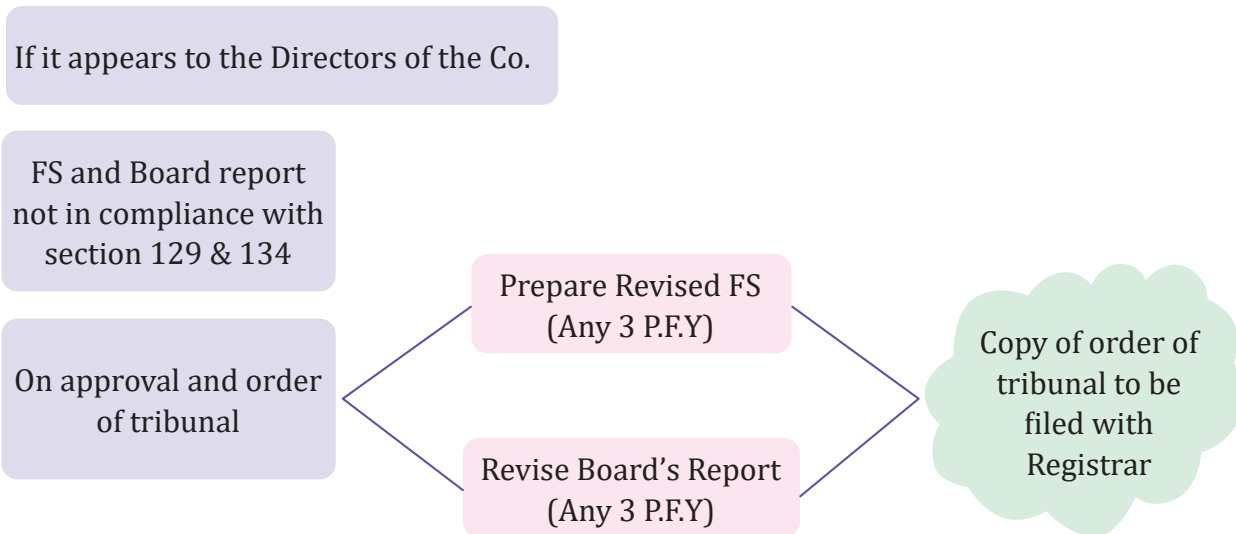 If it appears to the Directors of the Co.
FS and Board report
not in compliance with
section 129 & 134
On approval and order
of tribunal
Prepare Revised FS
(Any 3 P.F.Y)
Revise Board’s Report
(Any 3 P.F.Y)
Copy of order of
tribunal to be
filed with
Registrar